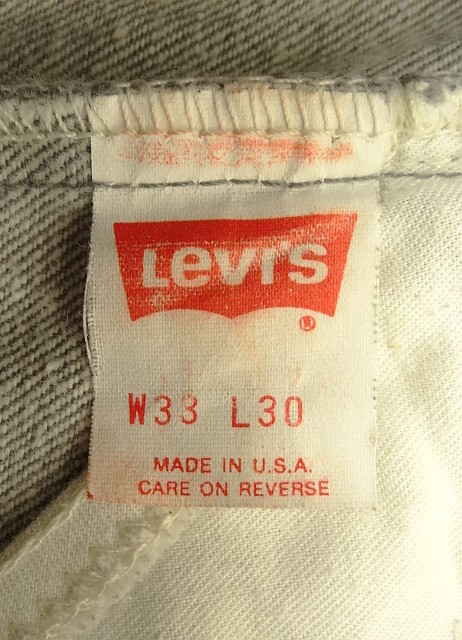 Levi's
W33 L30
MADE IN U.S.A.
CARE ON REVERSE